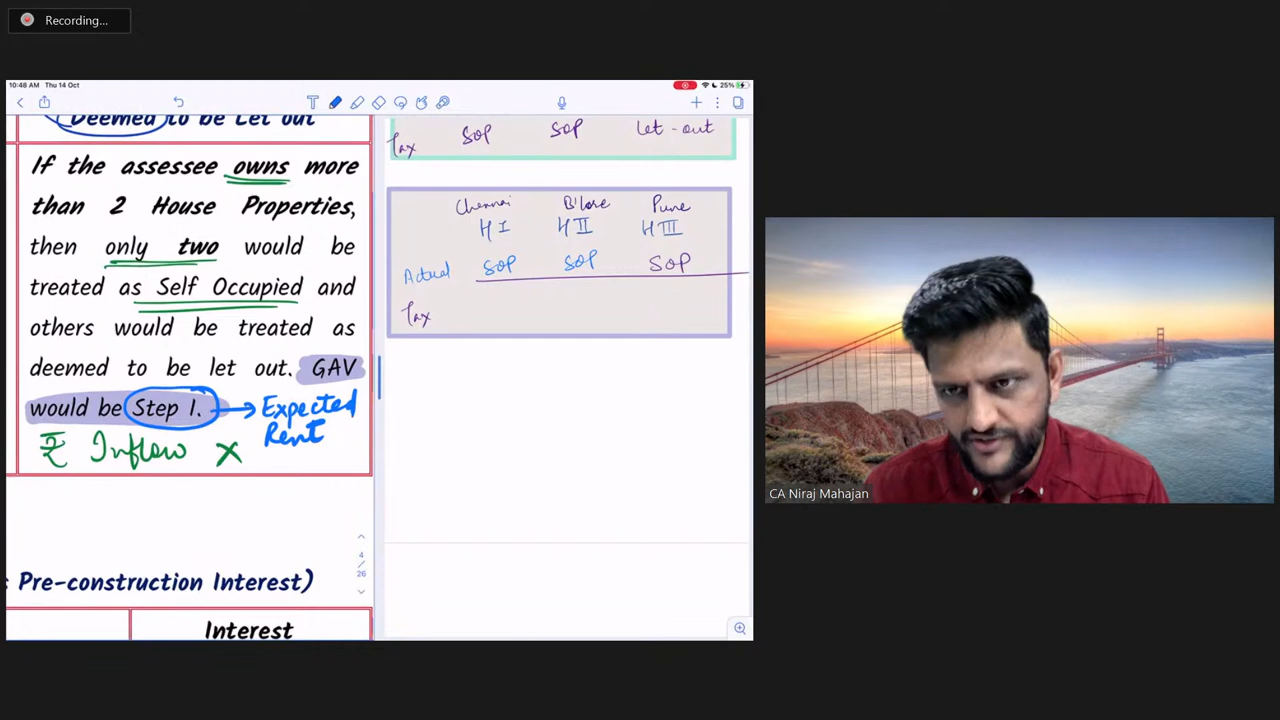 Recording...
10:48 AM Thu 14 Oct
25%
Deemed to be Let out
If the assessee owns more
than 2 House Properties,
then only two would be
treated as Self Occupied and
others would be treated as
deemed to be let out. GAV
would be Step 1. → Expected
Rent
₹ Inflow X
4
/
26
Pre-construction Interest)
Interest
Tax SOP SOP Let-out
Chennai B'lore Pune
H I H II H III
Actual SOP SOP SOP
Tax
CA Niraj Mahajan